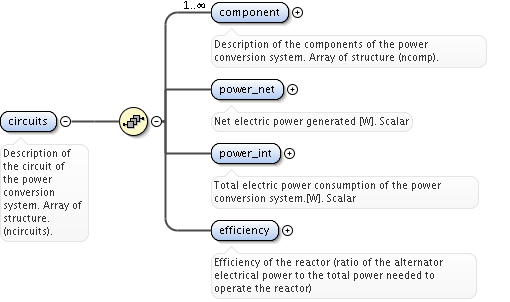 1..∞
component
Description of the components of the power
conversion system. Array of structure (ncomp).
power_net
Net electric power generated [W]. Scalar
circuits
Description of
the circuit of
the power
conversion
system. Array of
structure.
(ncircuits).
power_int
Total electric power consumption of the power
conversion system.[W]. Scalar
efficiency
Efficiency of the reactor (ratio of the alternator
electrical power to the total power needed to
operate the reactor)